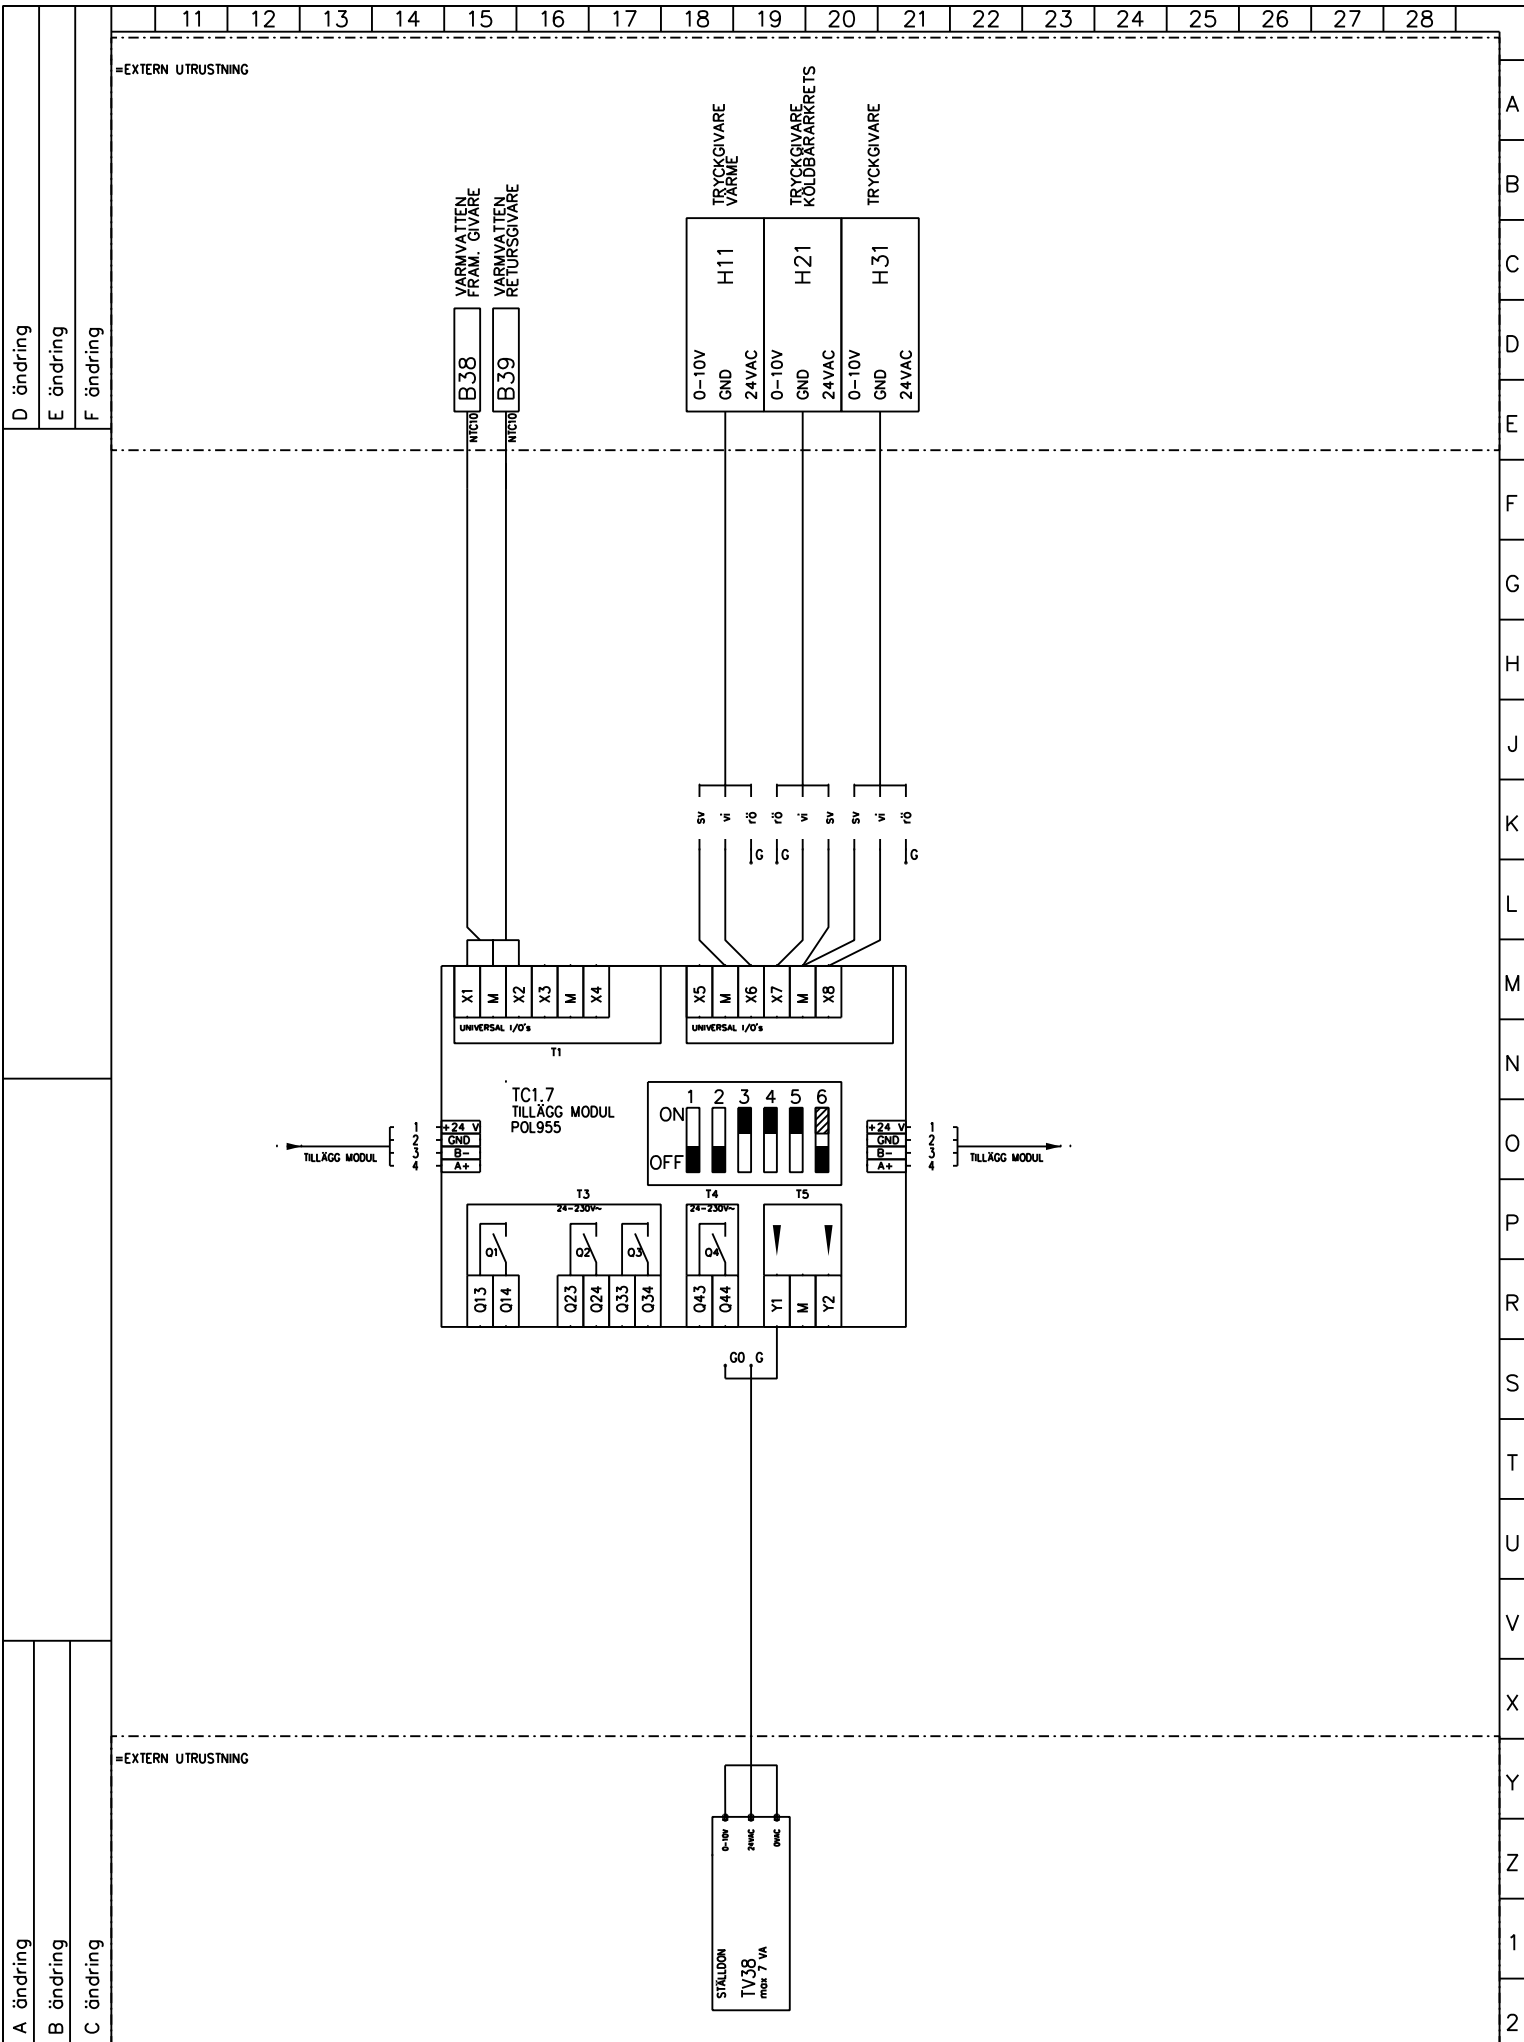 11 12 13 14 15 16 17 18 19 20 21 22 23 24 25 26 27 28
=EXTERN UTRUSTNING
A
B
C
D
E
F
G
H
J
K
L
M
N
O
P
R
S
T
U
V
X
Y
Z
1
2
D ändring
E ändring
F ändring
A ändring
B ändring
C ändring
VARMVATTEN
FRAM. GIVARE
VARMVATTEN
RETURSGIVARE
B38
B39
NTC10
NTC10
TRYCKGIVARE
VÄRME
TRYCKGIVARE
KÖLDBÄRARKRETS
TRYCKGIVARE
H11
H21
H31
0-10V
GND
24VAC
0-10V
GND
24VAC
0-10V
GND
24VAC
sv vi rö rö vi sv sv vi rö
G G G
X1 M X2 X3 M X4
UNIVERSAL I/O's
T1
X5 M X6 X7 M X8
UNIVERSAL I/O's
TC1.7
TILLÄGG MODUL
POL955
1 2 3 4 5 6
ON
OFF
TILLÄGG MODUL
1 +24 V
2 GND
3 B-
4 A+
+24 V 1
GND 2
B- 3
A+ 4
TILLÄGG MODUL
T3
24-230V~
T4
24-230V~
T5
Q1 Q2 Q3 Q4
Q13 Q14 Q23 Q24 Q33 Q34 Q43 Q44 Y1 M Y2
G0 G
=EXTERN UTRUSTNING
0-10V
24VAC
0VAC
STÄLLDON
TV38
max 7 VA